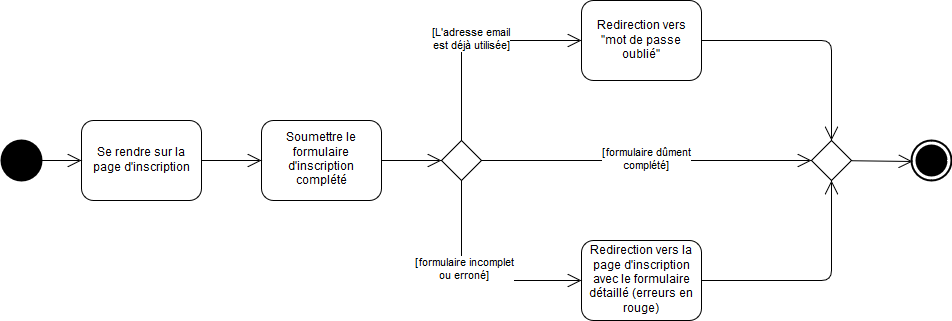 [L'adresse email
est déjà utilisée]
Redirection vers
"mot de passe
oublié"
Se rendre sur la
page d'inscription
Soumettre le
formulaire
d'inscription
complété
[formulaire dûment
complété]
[formulaire incomplet
ou erroné]
Redirection vers la
page d'inscription
avec le formulaire
détaillé (erreurs en
rouge)